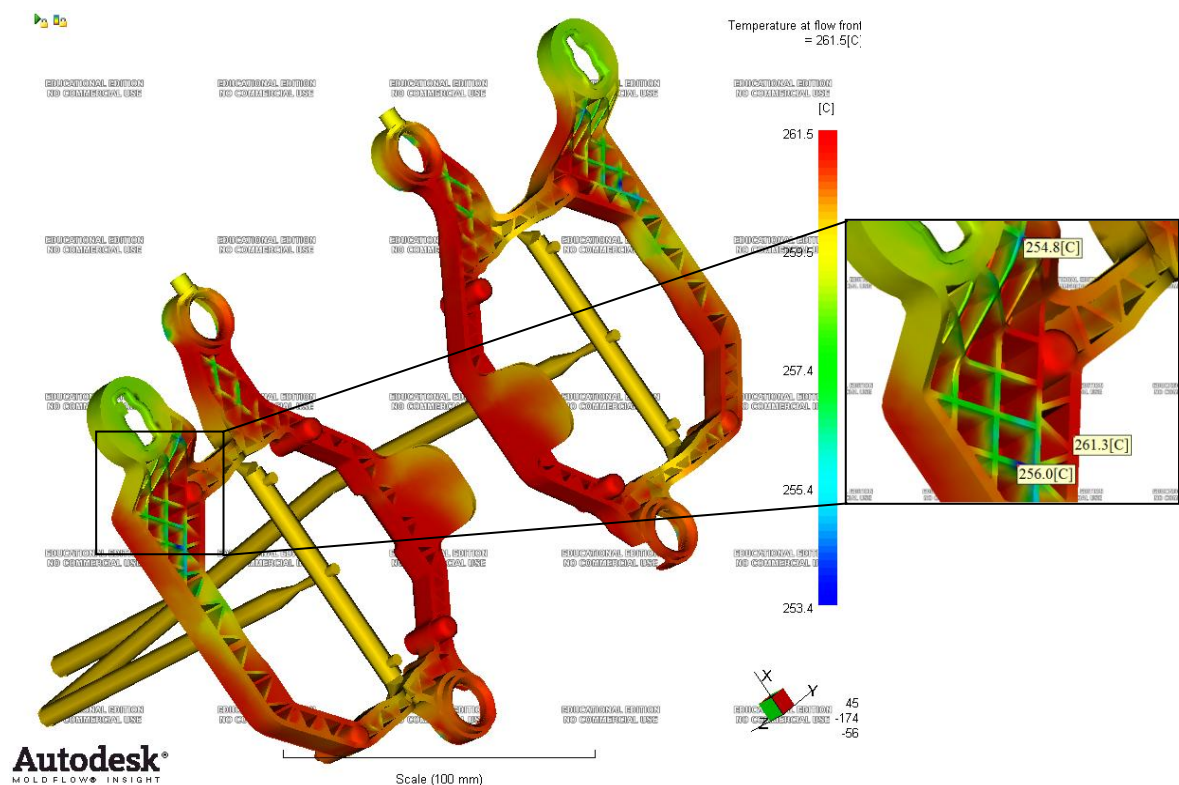 Temperature at flow front
= 261.5[C]
[C]
261.5
259.5
257.4
255.4
253.4
EDUCATIONAL EDITION
NO COMMERCIAL USE
254.8[C]
261.3[C]
256.0[C]
X
Y
Z
45
-174
-56
Autodesk®
MOLDFLOW® INSIGHT
Scale (100 mm)